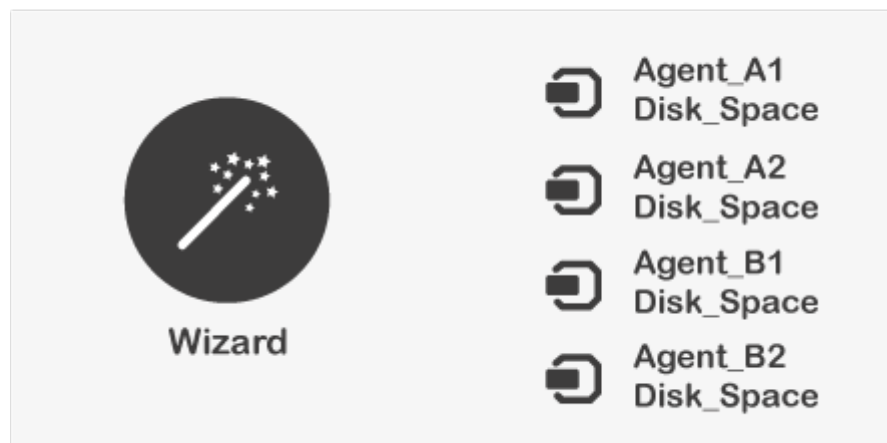 Wizard
Agent_A1
Disk_Space
Agent_A2
Disk_Space
Agent_B1
Disk_Space
Agent_B2
Disk_Space